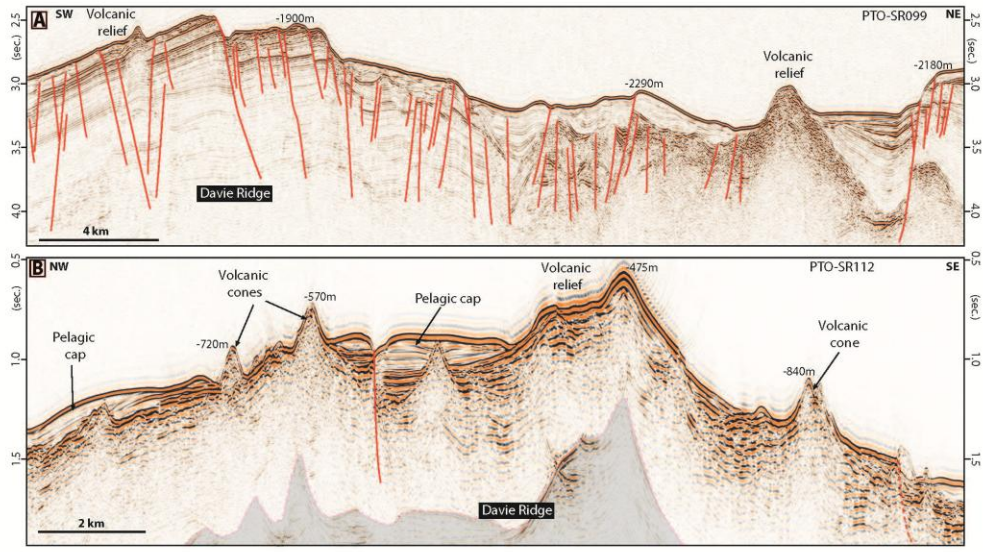 A SW
Volcanic
relief
-1900m
PTO-SR099
NE
2.5
2.5
(sec.)
(sec.)
Volcanic
relief
-2180m
-2290m
3.0
3.0
3.5
3.5
Davie Ridge
4.0
4.0
4 km
B NW
0.5
0.5
(sec.)
(sec.)
Volcanic
cones
-570m
Pelagic cap
Volcanic
relief
-475m
PTO-SR112
SE
Pelagic
cap
-720m
Volcanic
cone
-840m
1.0
1.0
1.5
1.5
Davie Ridge
2 km